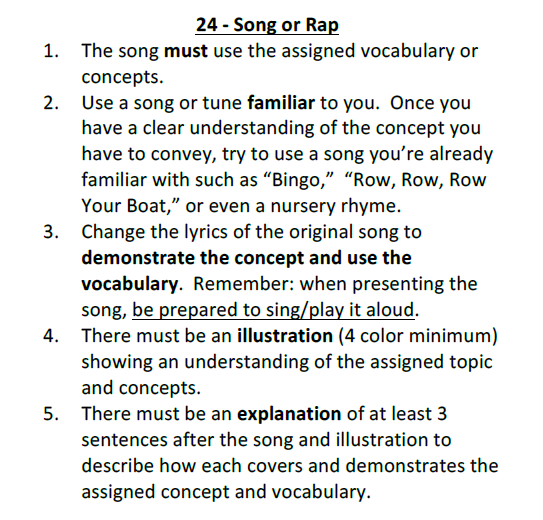 24 - Song or Rap
1. The song must use the assigned vocabulary or
concepts.
2. Use a song or tune familiar to you.  Once you
have a clear understanding of the concept you
have to convey, try to use a song you’re already
familiar with such as “Bingo,”  “Row, Row, Row
Your Boat,” or even a nursery rhyme.
3. Change the lyrics of the original song to
demonstrate the concept and use the
vocabulary.  Remember: when presenting the
song, be prepared to sing/play it aloud.
4. There must be an illustration (4 color minimum)
showing an understanding of the assigned topic
and concepts.
5. There must be an explanation of at least 3
sentences after the song and illustration to
describe how each covers and demonstrates the
assigned concept and vocabulary.